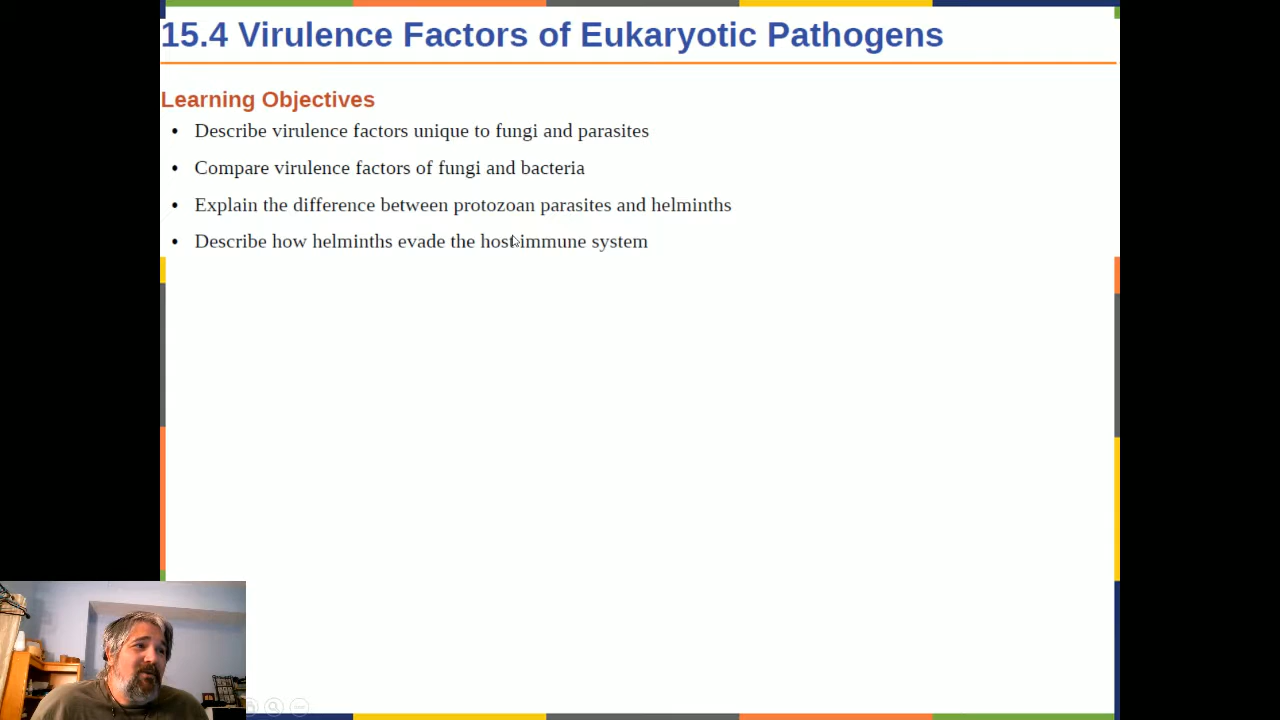 15.4 Virulence Factors of Eukaryotic Pathogens
Learning Objectives
• Describe virulence factors unique to fungi and parasites
• Compare virulence factors of fungi and bacteria
• Explain the difference between protozoan parasites and helminths
• Describe how helminths evade the host immune system